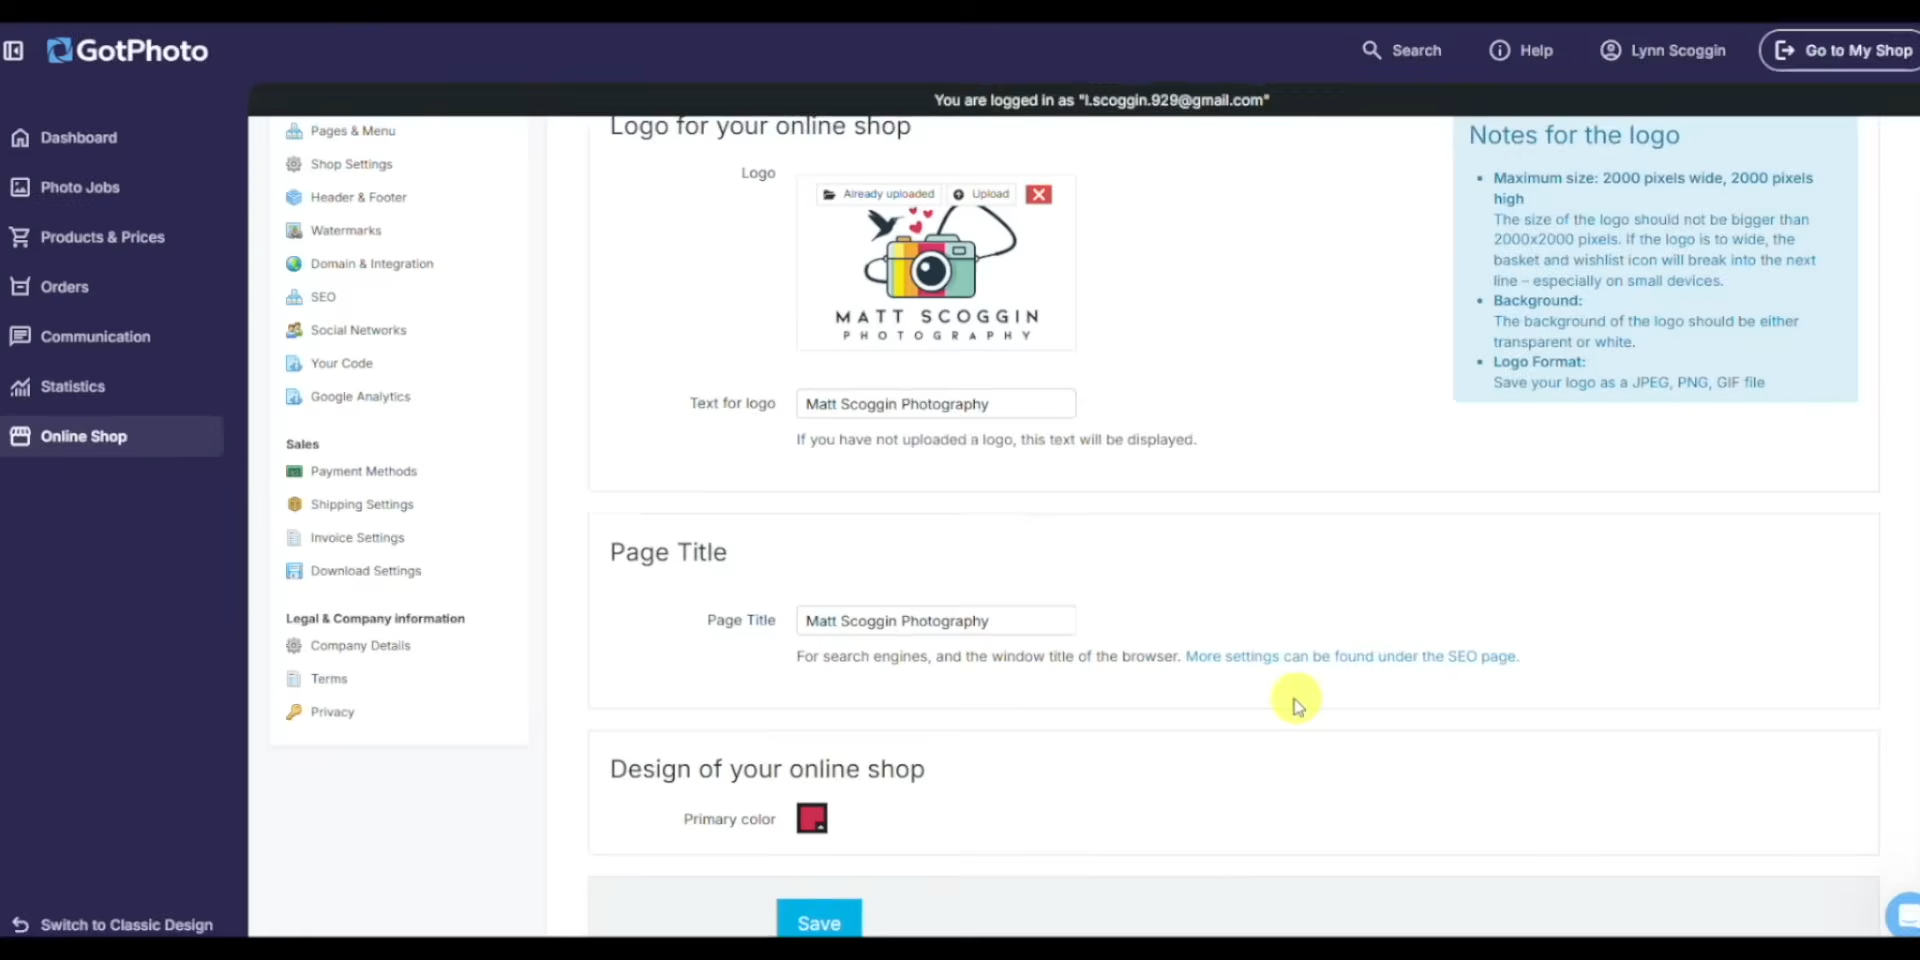 GotPhoto
Search
Help
Lynn Scoggin
Go to My Shop
You are logged in as "l.scoggin.929@gmail.com"
Dashboard
Photo Jobs
Products & Prices
Orders
Communication
Statistics
Online Shop
Switch to Classic Design
Pages & Menu
Shop Settings
Header & Footer
Watermarks
Domain & Integration
SEO
Social Networks
Your Code
Google Analytics
Sales
Payment Methods
Shipping Settings
Invoice Settings
Download Settings
Legal & Company information
Company Details
Terms
Privacy
Logo for your online shop
Logo
Already uploaded
Upload
MATT SCOGGIN
PHOTOGRAPHY
Text for logo
Matt Scoggin Photography
If you have not uploaded a logo, this text will be displayed.
Notes for the logo
Maximum size: 2000 pixels wide, 2000 pixels
high
The size of the logo should not be bigger than
2000x2000 pixels. If the logo is to wide, the
basket and wishlist icon will break into the next
line – especially on small devices.
Background:
The background of the logo should be either
transparent or white.
Logo Format:
Save your logo as a JPEG, PNG, GIF file
Page Title
Page Title
Matt Scoggin Photography
For search engines, and the window title of the browser. More settings can be found under the SEO page.
Design of your online shop
Primary color
Save